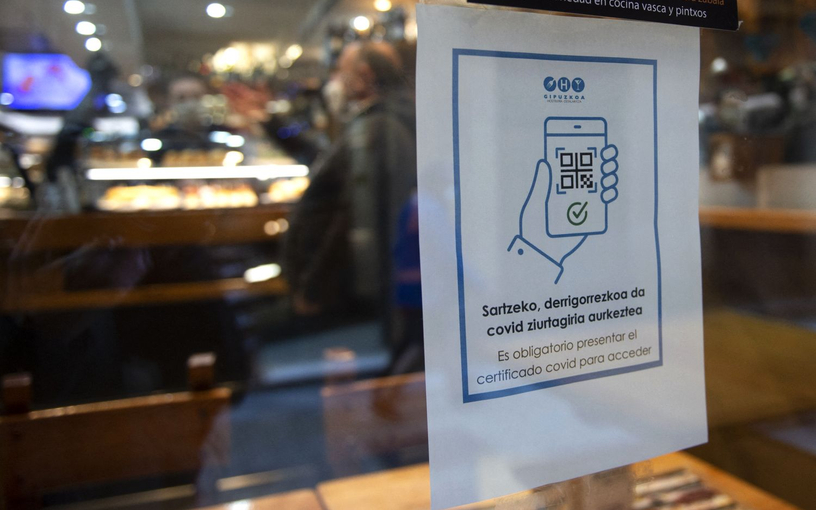 edad en cocina vasca y pintxos
GHT
GIPUZKOA
Sartzeko, derrigorrezkoa da
covid ziurtagiria aurkeztea
Es obligatorio presentar el
certificado covid para acceder